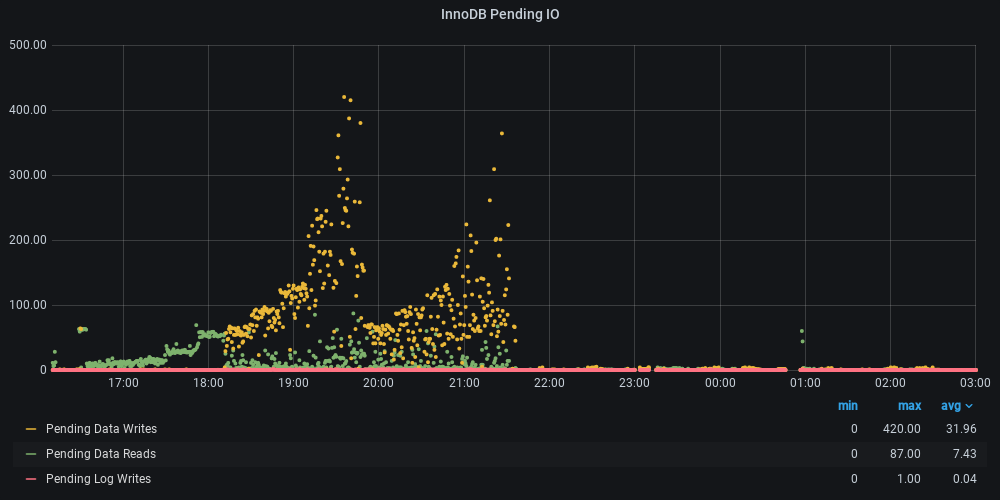 InnoDB Pending IO
500.00
400.00
300.00
200.00
100.00
0
17:00 18:00 19:00 20:00 21:00 22:00 23:00 00:00 01:00 02:00 03:00
min max avg
Pending Data Writes 0 420.00 31.96
Pending Data Reads 0 87.00 7.43
Pending Log Writes 0 1.00 0.04